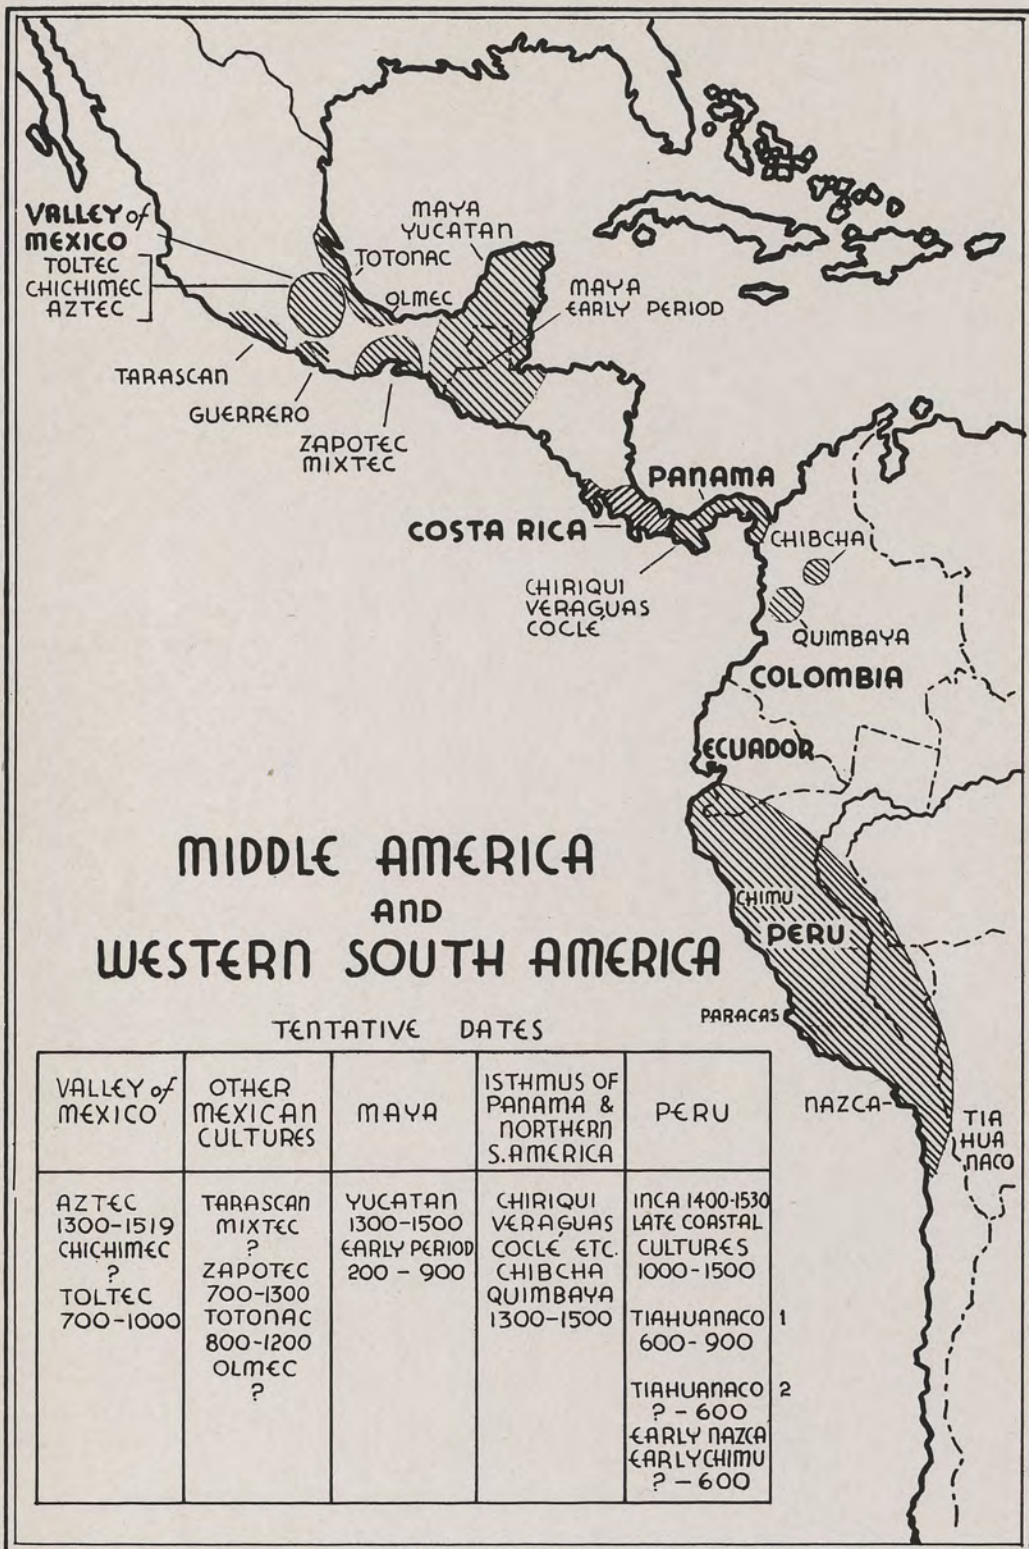 VALLEY of
MEXICO
TOLTEC
CHICHIMEC
AZTEC
MAYA
YUCATAN
TOTONAC
OLMEC
MAYA
EARLY PERIOD
TARASCAN
GUERRERO
ZAPOTEC
MIXTEC
PANAMA
COSTA RICA
CHIBCHA
CHIRIQUI
VERAGUAS
COCLÉ
QUIMBAYA
COLOMBIA
ECUADOR
MIDDLE AMERICA
AND
WESTERN SOUTH AMERICA
CHIMU
PERU
PARACAS
NAZCA
TIA
HUA
NACO
TENTATIVE DATES
VALLEY of
MEXICO
OTHER
MEXICAN
CULTURES
MAYA
ISTHMUS OF
PANAMA &
NORTHERN
S. AMERICA
PERU
AZTEC
1300-1519
CHICHIMEC
?
TOLTEC
700-1000
TARASCAN
MIXTEC
?
ZAPOTEC
700-1300
TOTONAC
800-1200
OLMEC
?
YUCATAN
1300-1500
EARLY PERIOD
200-900
CHIRIQUI
VERAGUAS
COCLÉ ETC.
CHIBCHA
QUIMBAYA
1300-1500
INCA 1400-1530
LATE COASTAL
CULTURES
1000-1500
TIAHUANACO 1
600-900
TIAHUANACO 2
? - 600
EARLY NAZCA
EARLY CHIMU
? - 600